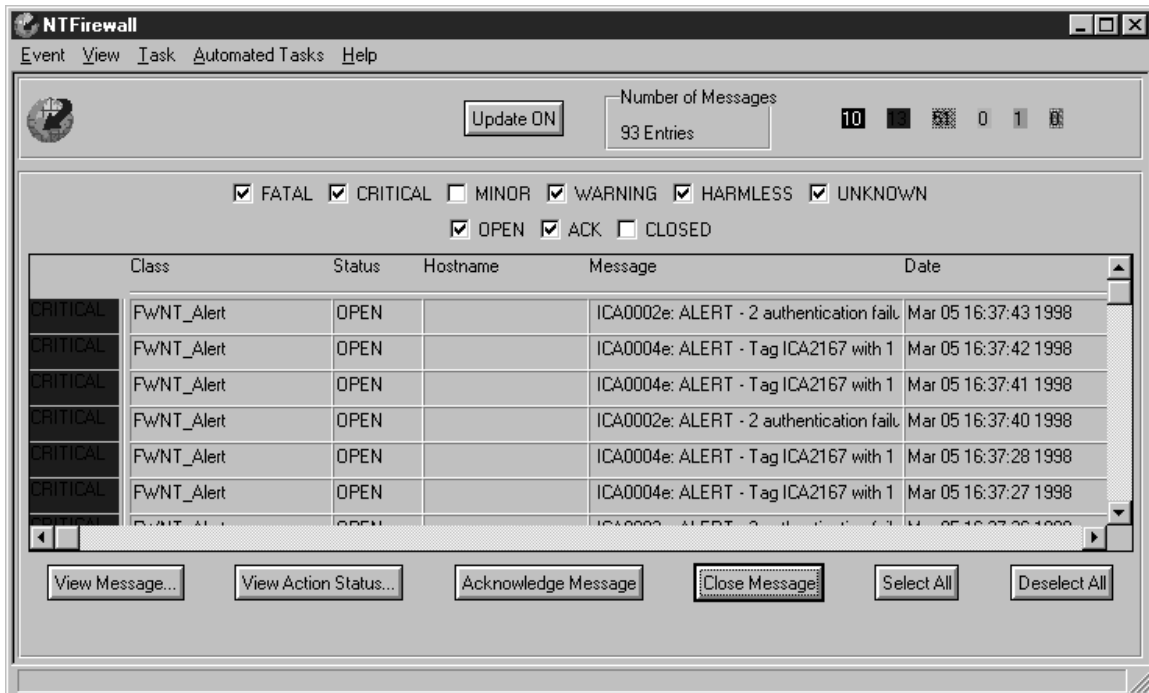 NTFirewall
Event View Task Automated Tasks Help
Update ON
Number of Messages
93 Entries
10 13 0 1
FATAL CRITICAL MINOR WARNING HARMLESS UNKNOWN
OPEN ACK CLOSED
Class Status Hostname Message Date
CRITICAL FWNT_Alert OPEN ICA0002e: ALERT - 2 authentication failu Mar 05 16:37:43 1998
CRITICAL FWNT_Alert OPEN ICA0004e: ALERT - Tag ICA2167 with 1 Mar 05 16:37:42 1998
CRITICAL FWNT_Alert OPEN ICA0004e: ALERT - Tag ICA2167 with 1 Mar 05 16:37:41 1998
CRITICAL FWNT_Alert OPEN ICA0002e: ALERT - 2 authentication failu Mar 05 16:37:40 1998
CRITICAL FWNT_Alert OPEN ICA0004e: ALERT - Tag ICA2167 with 1 Mar 05 16:37:28 1998
CRITICAL FWNT_Alert OPEN ICA0004e: ALERT - Tag ICA2167 with 1 Mar 05 16:37:27 1998
View Message... View Action Status... Acknowledge Message Close Message Select All Deselect All